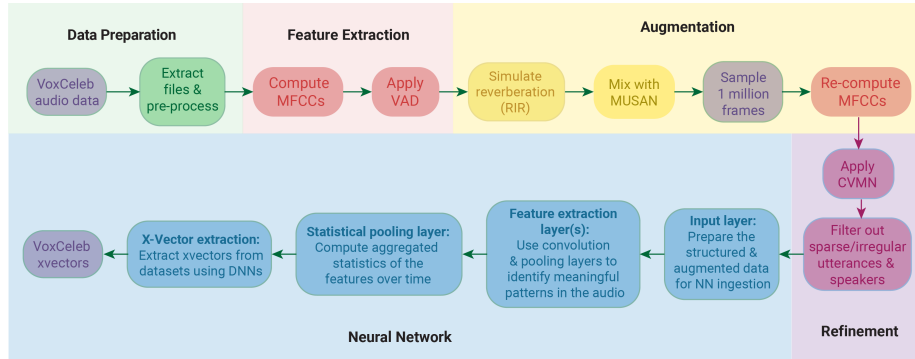 Data Preparation
VoxCeleb
audio data
Extract
files &
pre-process
Feature Extraction
Compute
MFCCs
Apply
VAD
Augmentation
Simulate
reverberation
(RIR)
Mix with
MUSAN
Sample
1 million
frames
Re-compute
MFCCs
Apply
CVMN
Filter out
sparse/irregular
utterances &
speakers
Refinement
Input layer:
Prepare the
structured &
augmented data
for NN ingestion
Feature extraction
layer(s):
Use convolution
& pooling layers to
identify meaningful
patterns in the audio
Statistical pooling layer:
Compute aggregated
statistics of the
features over time
X-Vector extraction:
Extract xvectors from
datasets using DNNs
VoxCeleb
xvectors
Neural Network